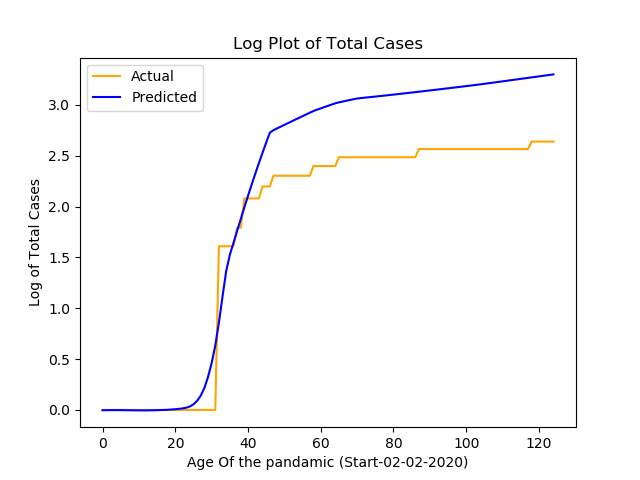 Log Plot of Total Cases
Actual
Predicted
3.0
2.5
2.0
1.5
1.0
0.5
0.0
Log of Total Cases
0 20 40 60 80 100 120
Age Of the pandamic (Start-02-02-2020)